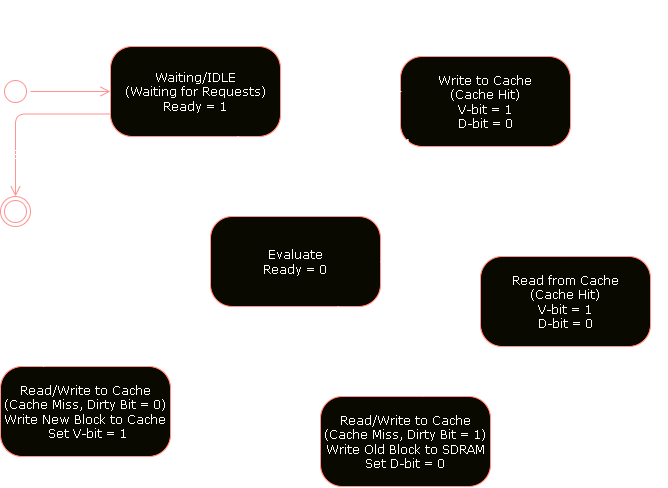 Waiting/IDLE
(Waiting for Requests)
Ready = 1
Write to Cache
(Cache Hit)
V-bit = 1
D-bit = 0
Evaluate
Ready = 0
Read from Cache
(Cache Hit)
V-bit = 1
D-bit = 0
Read/Write to Cache
(Cache Miss, Dirty Bit = 0)
Write New Block to Cache
Set V-bit = 1
Read/Write to Cache
(Cache Miss, Dirty Bit = 1)
Write Old Block to SDRAM
Set D-bit = 0